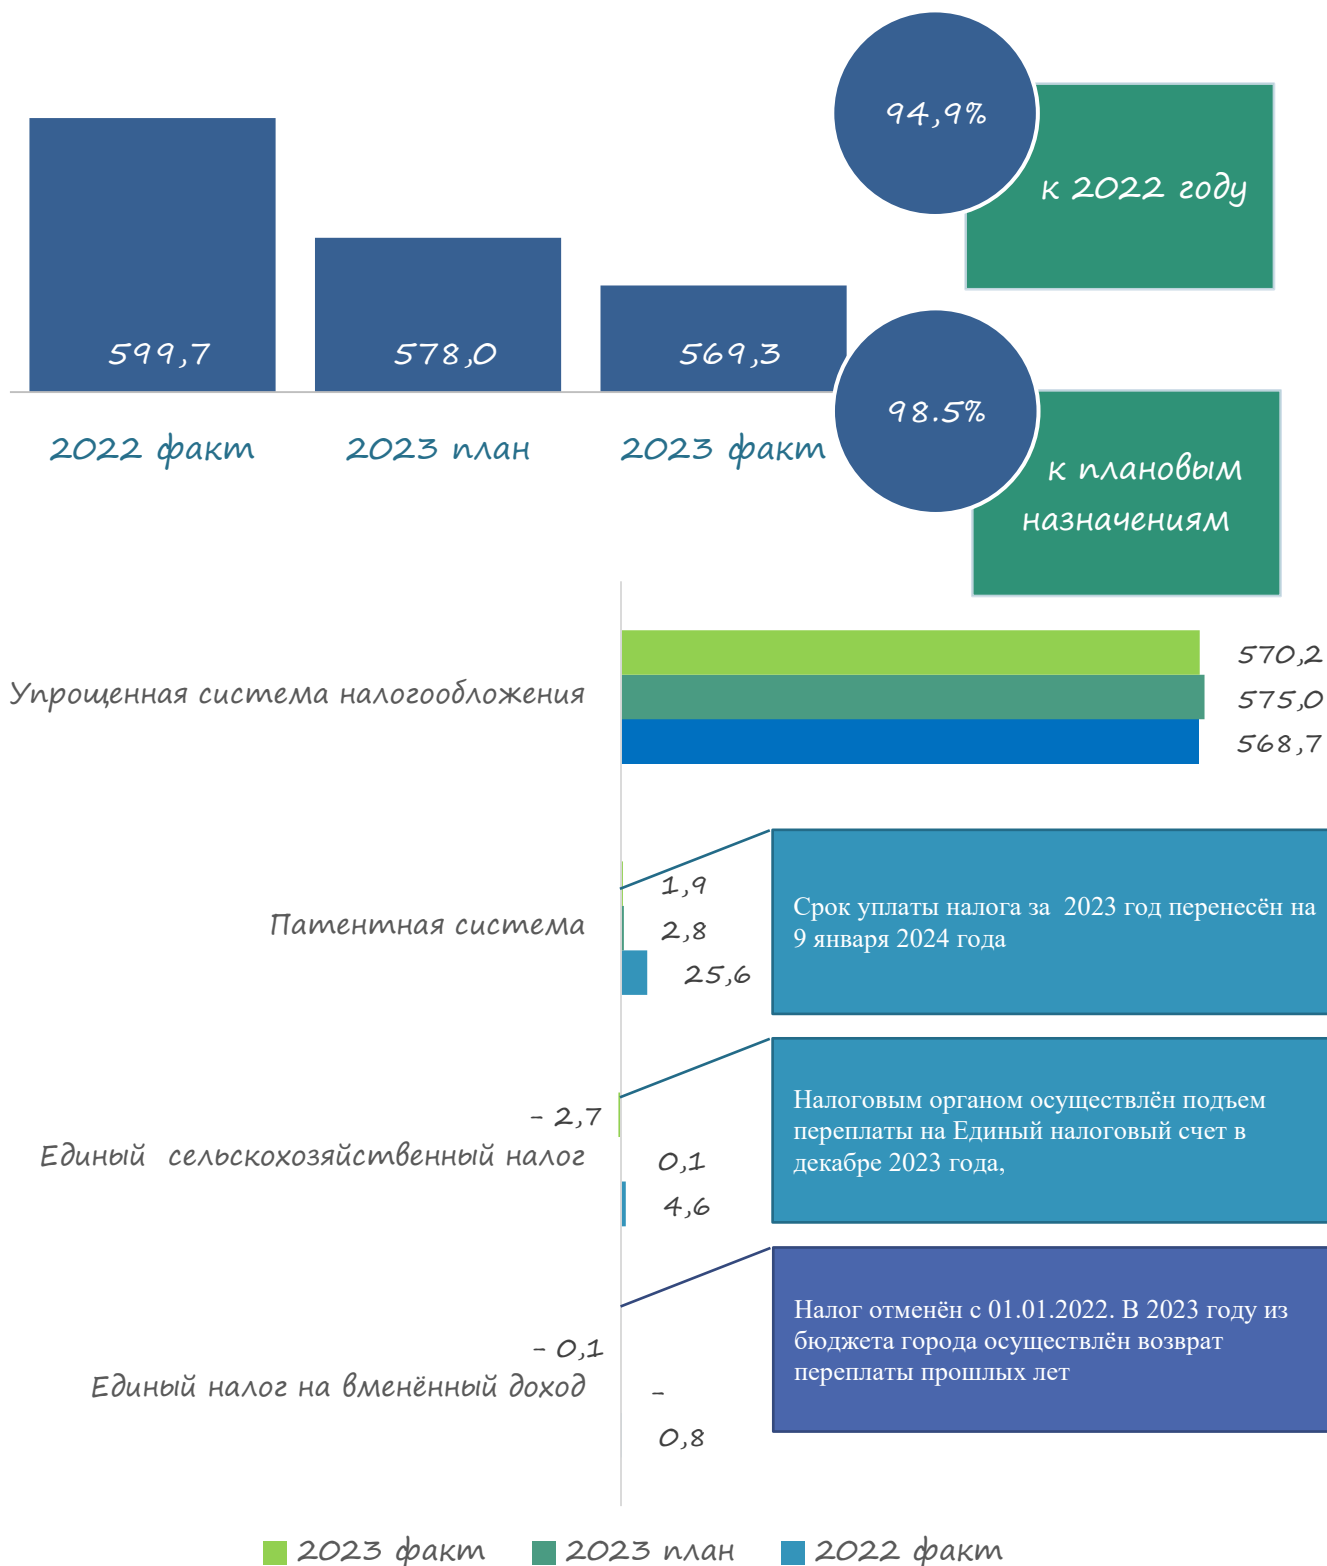 94,9%
к 2022 году
599,7
578,0
569,3
2022 факт
2023 план
2023 факт
98.5%
к плановым
назначениям
Упрощенная система налогообложения
570,2
575,0
568,7
Патентная система
1,9
2,8
25,6
Срок уплаты налога за  2023 год перенесён на
9 января 2024 года
Единый  сельскохозяйственный налог
- 2,7
0,1
4,6
Налоговым органом осуществлён подъем
переплаты на Единый налоговый счет в
декабре 2023 года,
Единый налог на вменённый доход
- 0,1
-
0,8
Налог отменён с 01.01.2022. В 2023 году из
бюджета города осуществлён возврат
переплаты прошлых лет
2023 факт
2023 план
2022 факт